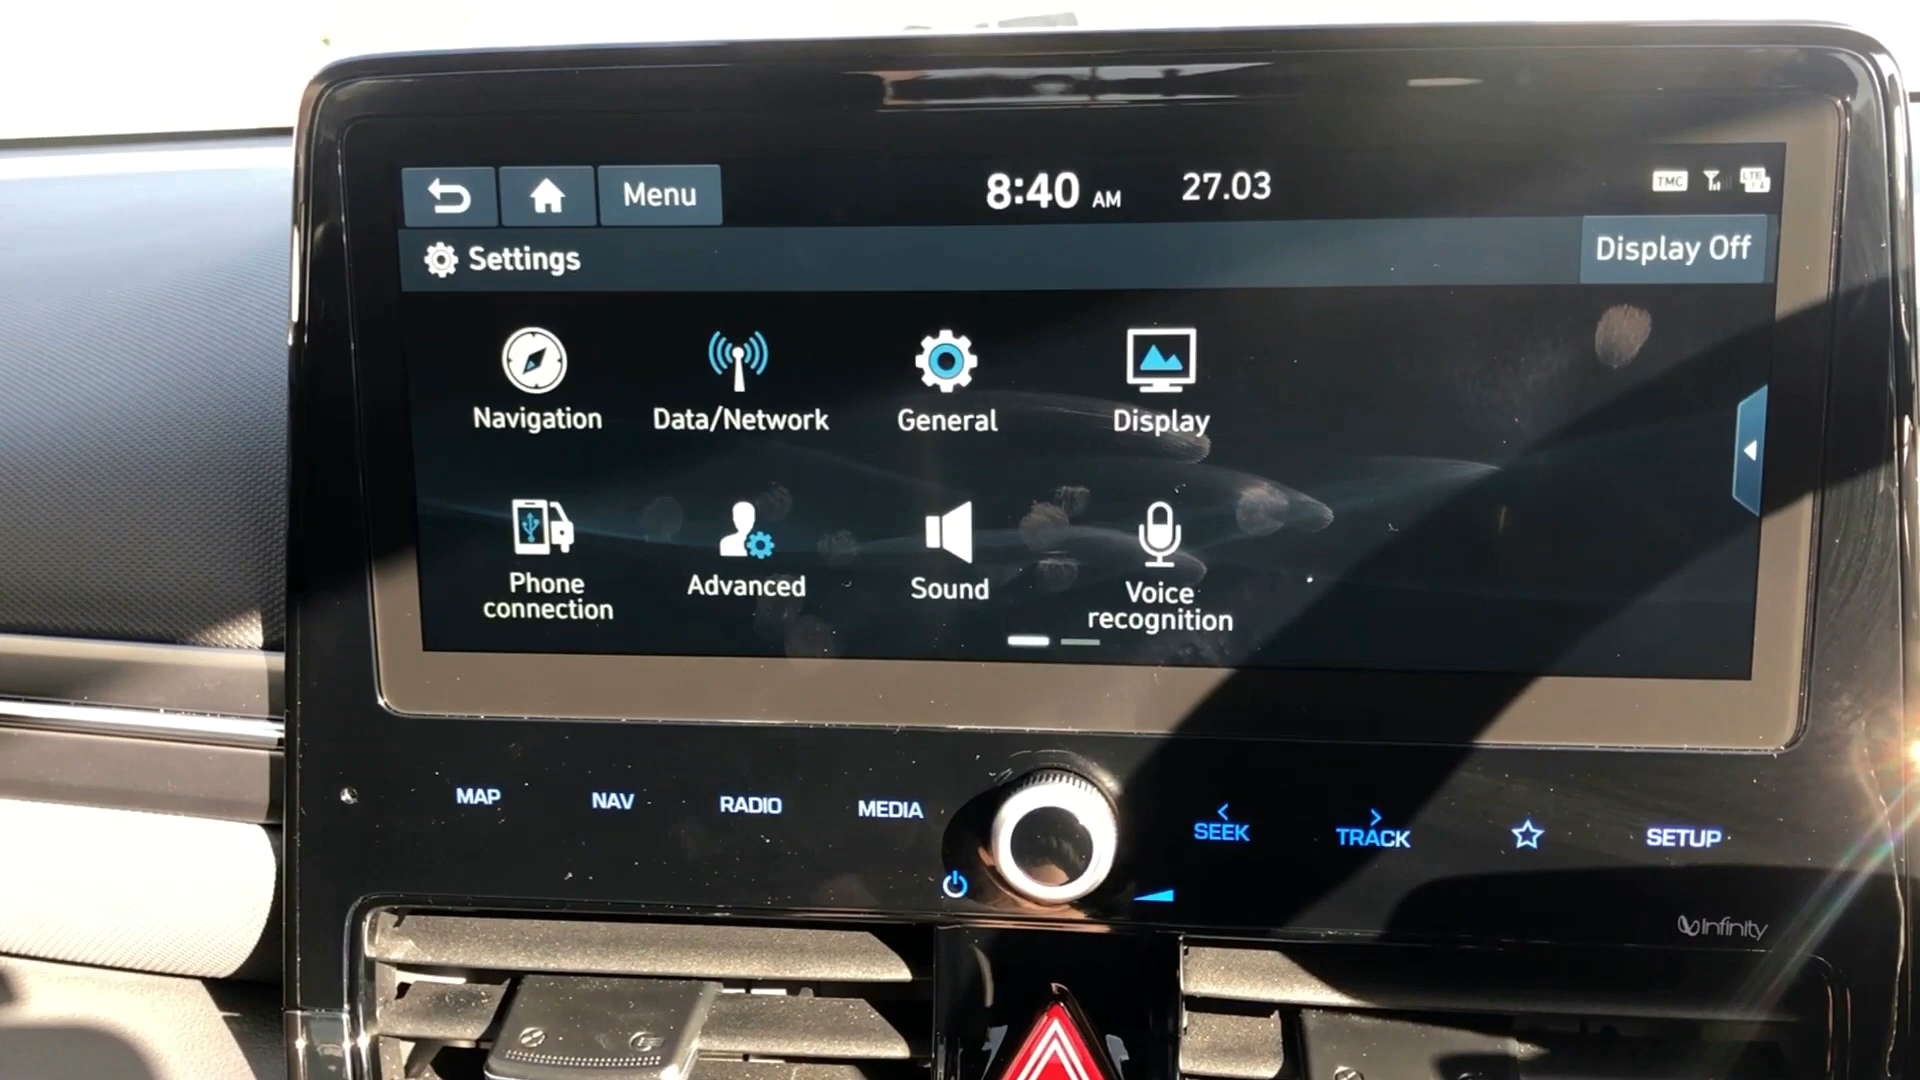 Menu
8:40 AM 27.03
TMC
LTE
Settings
Display Off
Navigation
Data/Network
General
Display
Phone
connection
Advanced
Sound
Voice
recognition
MAP
NAV
RADIO
MEDIA
SEEK
TRACK
SETUP
Infinity